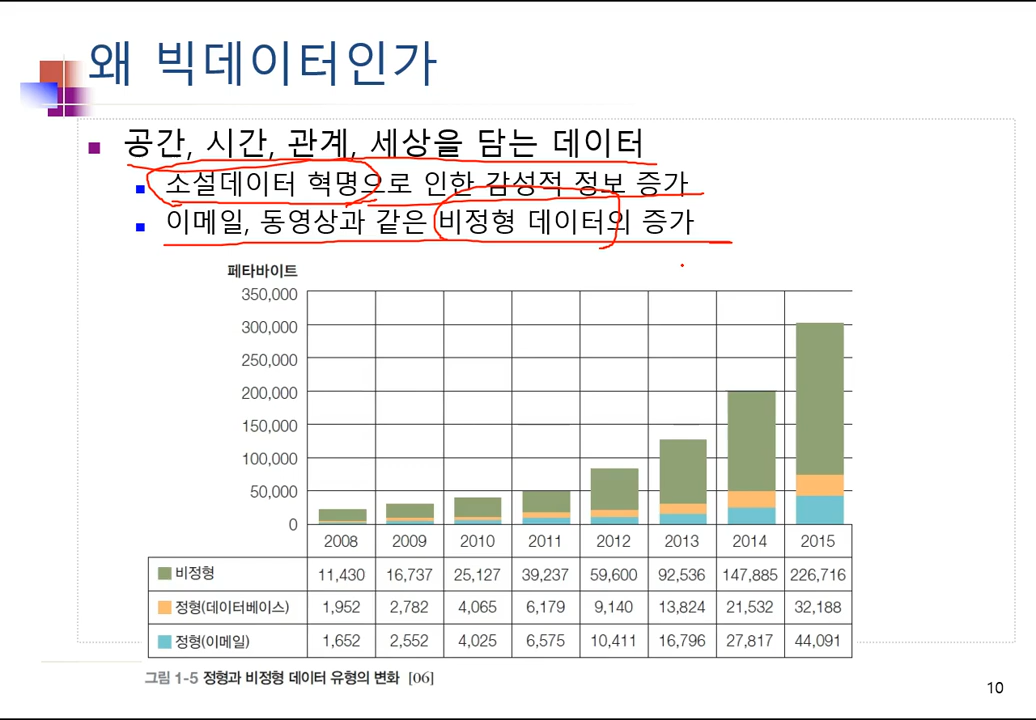 왜 빅데이터인가
공간, 시간, 관계, 세상을 담는 데이터
소셜데이터 혁명으로 인한 감성적 정보 증가
이메일, 동영상과 같은 비정형 데이터의 증가
페타바이트
350,000
300,000
250,000
200,000
150,000
100,000
50,000
0
2008 2009 2010 2011 2012 2013 2014 2015
비정형 11,430 16,737 25,127 39,237 59,600 92,536 147,885 226,716
정형(데이터베이스) 1,952 2,782 4,065 6,179 9,140 13,824 21,532 32,188
정형(이메일) 1,652 2,552 4,025 6,575 10,411 16,796 27,817 44,091
그림 1-5 정형과 비정형 데이터 유형의 변화 [06]
10